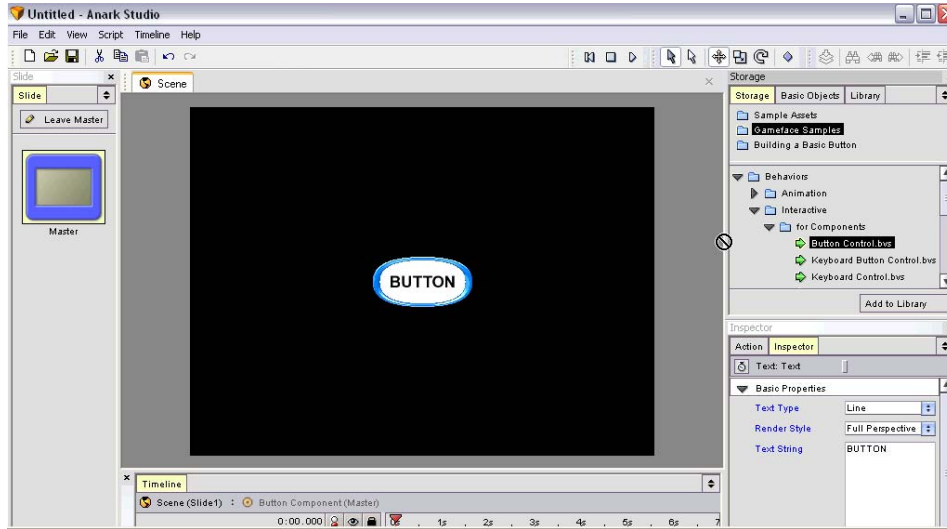 Untitled - Anark Studio
File Edit View Script Timeline Help
Slide
Slide
Leave Master
Master
Scene
BUTTON
Storage
Storage Basic Objects Library
Sample Assets
Gameface Samples
Building a Basic Button
Behaviors
Animation
Interactive
for Components
Button Control.bvs
Keyboard Button Control.bvs
Keyboard Control.bvs
Add to Library
Inspector
Action Inspector
Text: Text
Basic Properties
Text Type Line
Render Style Full Perspective
Text String BUTTON
Timeline
Scene (Slide1) : Button Component (Master)
0:00.000 1s 2s 3s 4s 5s 6s 7